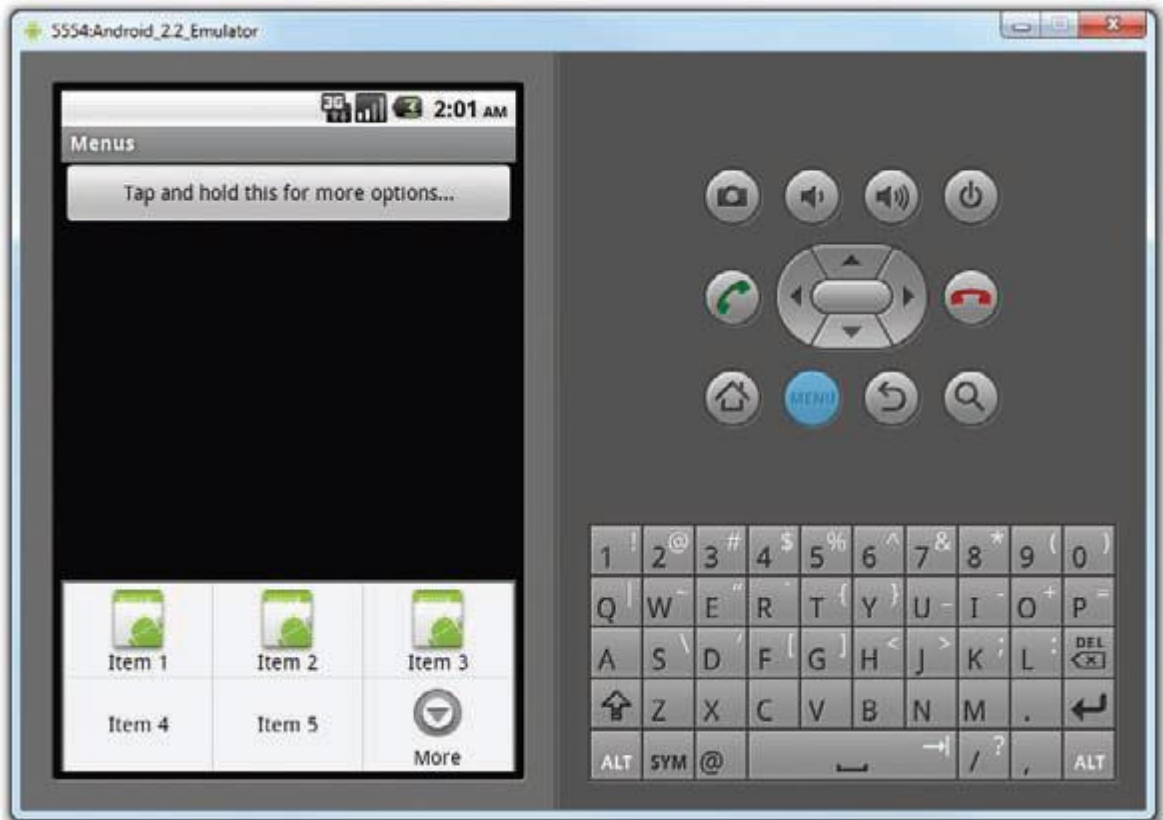 5554:Android_2.2_Emulator
3G
2:01 AM
Menus
Tap and hold this for more options...
MENU
Item 1
Item 2
Item 3
Item 4
Item 5
More
1 ! 2 @ 3 # 4 $ 5 % 6 ^ 7 & 8 * 9 ( 0 )
Q | W ~ E " R ` T { Y } U _ I - O + P =
A S \ D ' F [ G ] H < J > K ; L : DEL
Z X C V B N M .
ALT SYM @ / ? , ALT